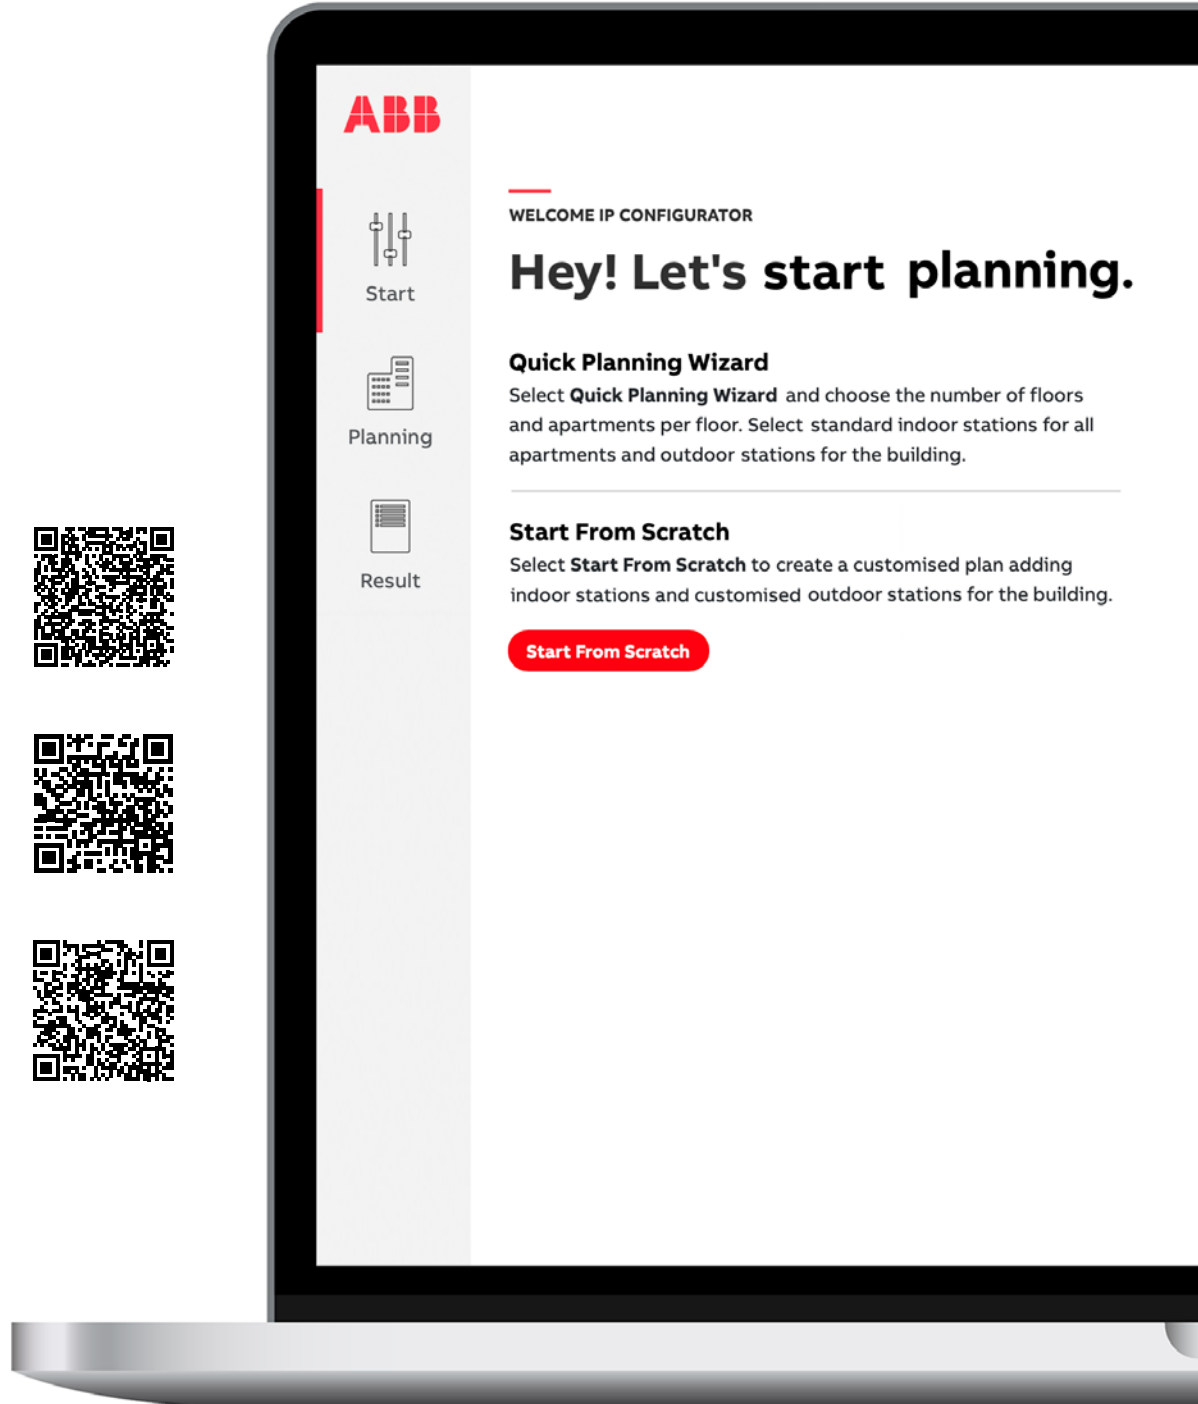 ABB
Start
Planning
Result
WELCOME IP CONFIGURATOR
Hey! Let's start planning.
Quick Planning Wizard
Select Quick Planning Wizard and choose the number of floors
and apartments per floor. Select standard indoor stations for all
apartments and outdoor stations for the building.
Start From Scratch
Select Start From Scratch to create a customised plan adding
indoor stations and customised outdoor stations for the building.
Start From Scratch